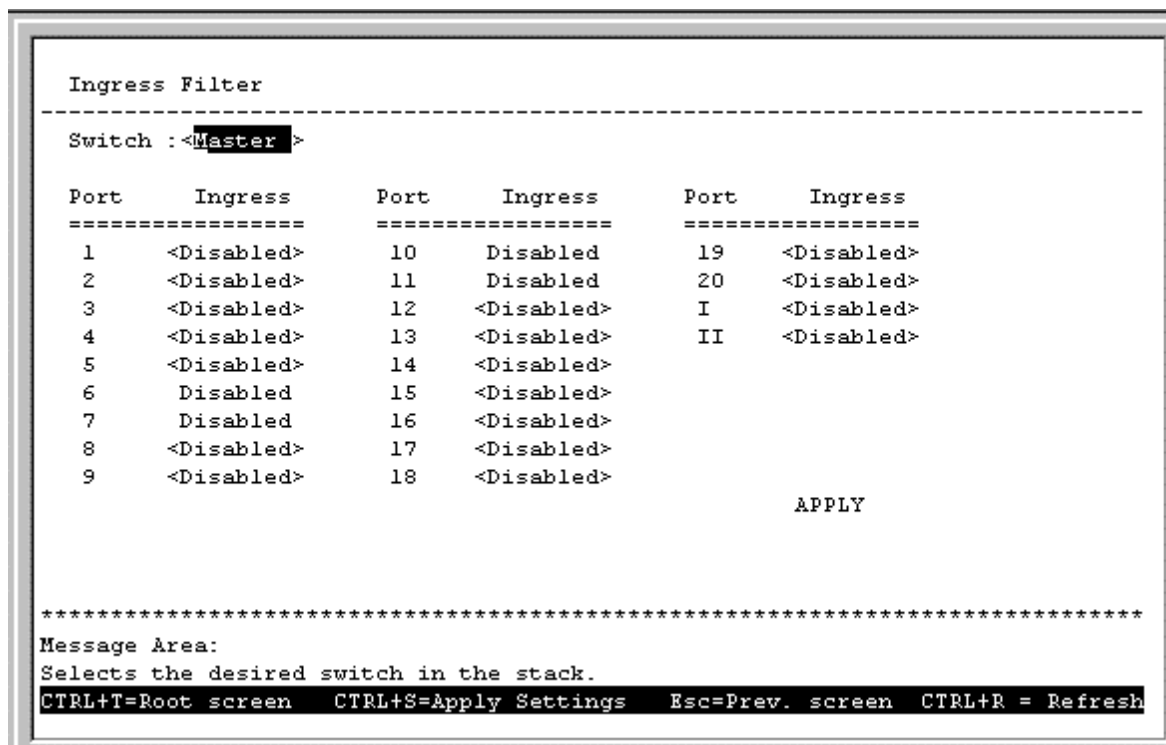 Ingress Filter
--------------------------------------------------------------------------------
Switch :<Master >
Port Ingress Port Ingress Port Ingress
================= ================= =================
1 <Disabled> 10 Disabled 19 <Disabled>
2 <Disabled> 11 Disabled 20 <Disabled>
3 <Disabled> 12 <Disabled> I <Disabled>
4 <Disabled> 13 <Disabled> II <Disabled>
5 <Disabled> 14 <Disabled>
6 Disabled 15 <Disabled>
7 Disabled 16 <Disabled>
8 <Disabled> 17 <Disabled>
9 <Disabled> 18 <Disabled>
APPLY
********************************************************************************
Message Area:
Selects the desired switch in the stack.
CTRL+T=Root screen CTRL+S=Apply Settings Esc=Prev. screen CTRL+R = Refresh